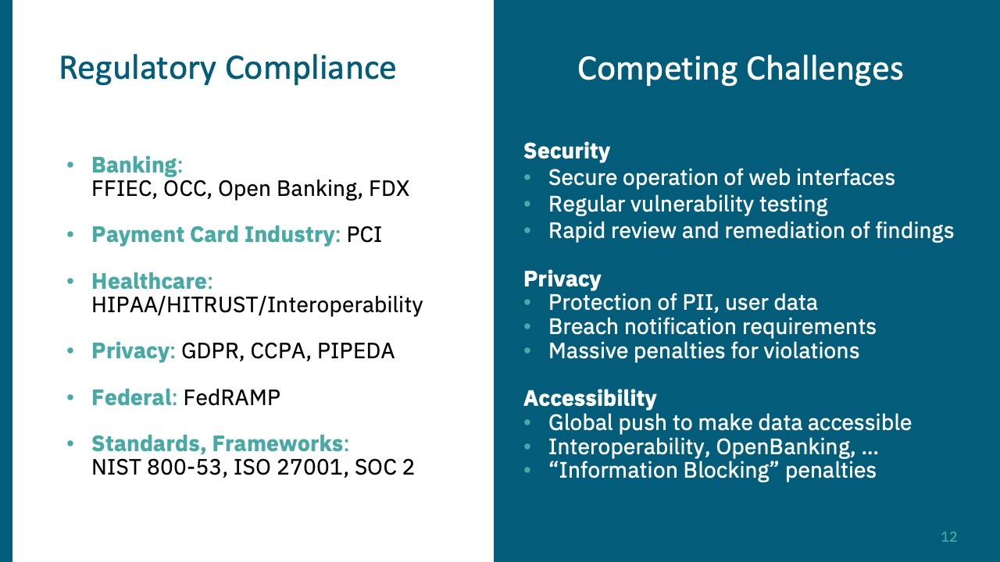 Regulatory Compliance
• Banking:
FFIEC, OCC, Open Banking, FDX
• Payment Card Industry: PCI
• Healthcare:
HIPAA/HITRUST/Interoperability
• Privacy: GDPR, CCPA, PIPEDA
• Federal: FedRAMP
• Standards, Frameworks:
NIST 800-53, ISO 27001, SOC 2
Competing Challenges
Security
• Secure operation of web interfaces
• Regular vulnerability testing
• Rapid review and remediation of findings
Privacy
• Protection of PII, user data
• Breach notification requirements
• Massive penalties for violations
Accessibility
• Global push to make data accessible
• Interoperability, OpenBanking, ...
• “Information Blocking” penalties
12